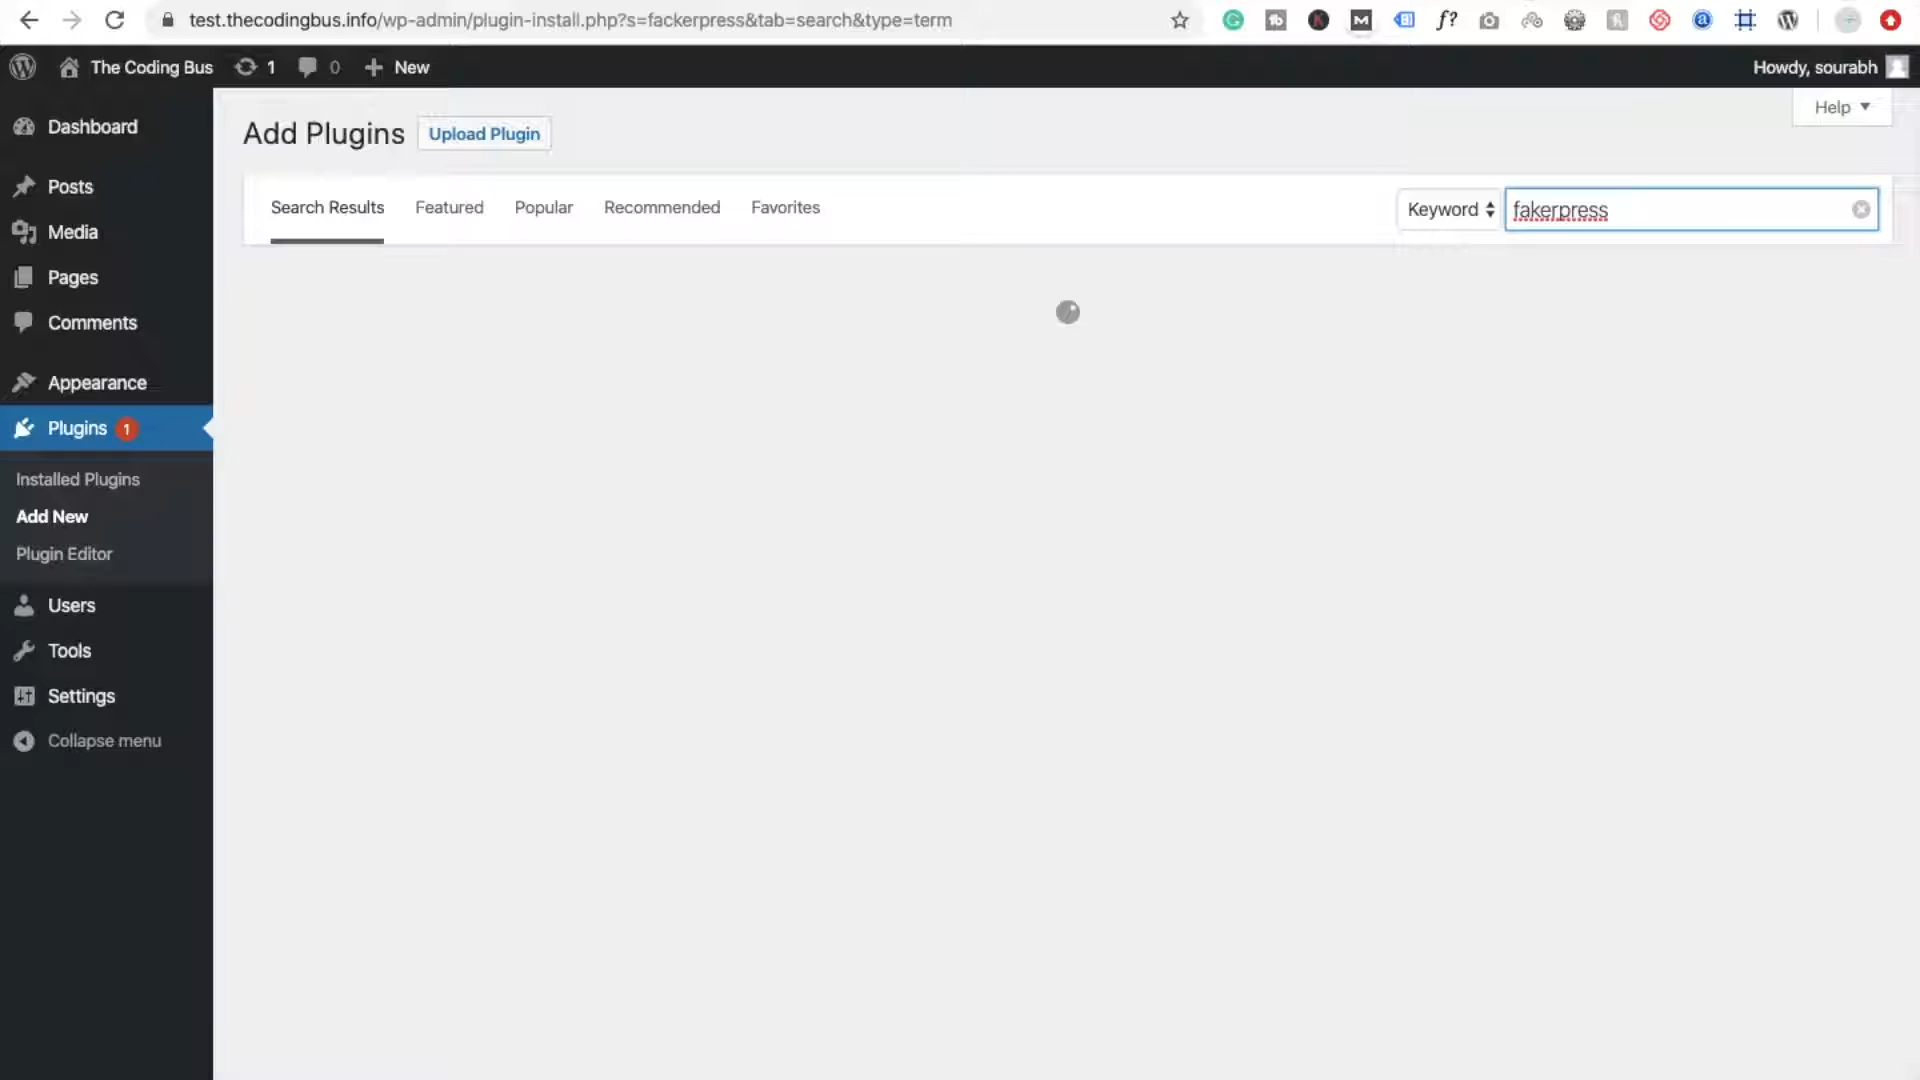 test.thecodingbus.info/wp-admin/plugin-install.php?s=fackerpress&tab=search&type=term
The Coding Bus 1 0 New
Howdy, sourabh
Help
Dashboard
Posts
Media
Pages
Comments
Appearance
Plugins 1
Installed Plugins
Add New
Plugin Editor
Users
Tools
Settings
Collapse menu
Add Plugins Upload Plugin
Search Results Featured Popular Recommended Favorites
Keyword fakerpress